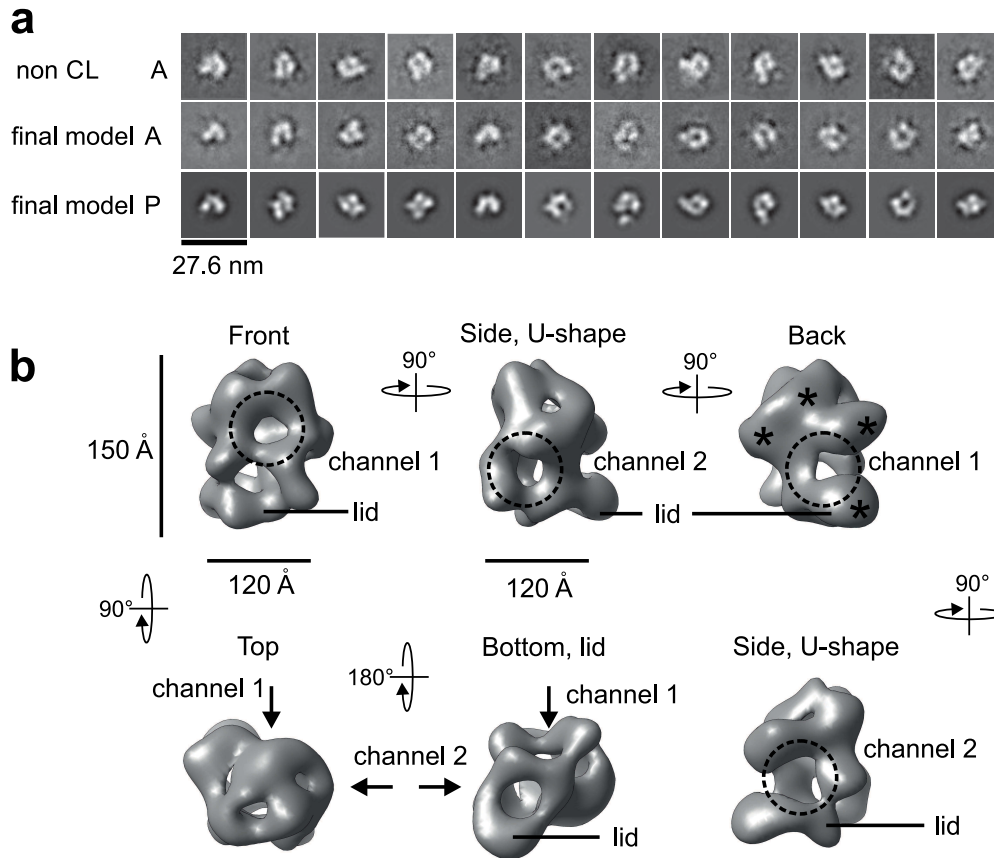 a
non CL A
final model A
final model P
27.6 nm
b
Front
Side, U-shape
Back
90°
90°
150 Å
channel 1
channel 2
channel 1
* * *
*
lid
lid
120 Å
120 Å
90°
90°
Top
Bottom, lid
Side, U-shape
180°
channel 1
channel 1
channel 2
channel 2
lid
lid